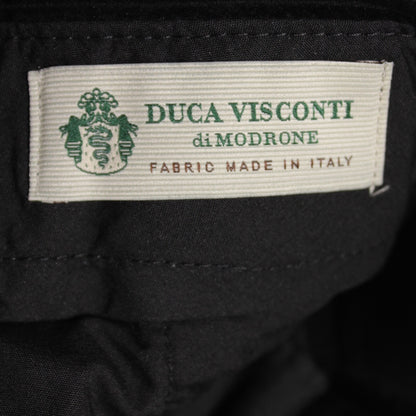 DUCA VISCONTI
di MODRONE
FABRIC MADE IN ITALY